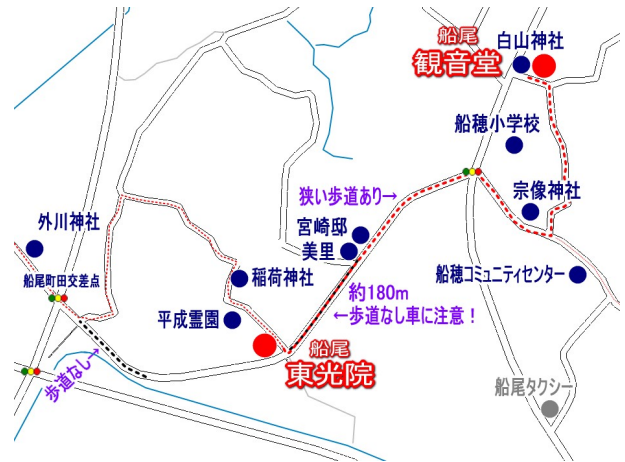 船尾
観音堂
白山神社
船穂小学校
狭い歩道あり→
宗像神社
宮崎邸
美里
外川神社
船尾町田交差点
稲荷神社
船穂コミュニティセンター
約180m
←歩道なし車に注意！
平成霊園
船尾
東光院
歩道なし→
船尾タクシー